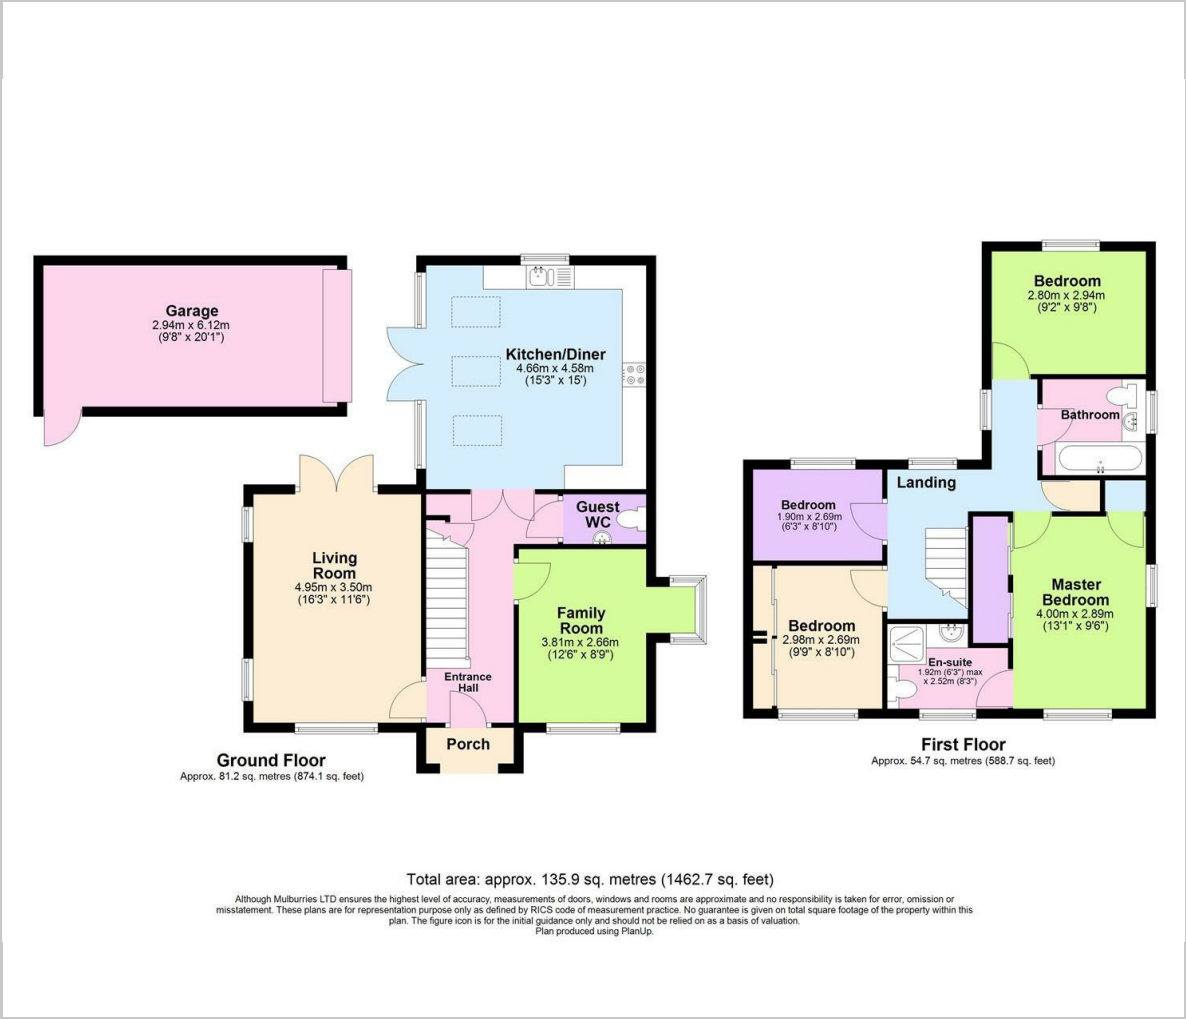 Garage
2.94m x 6.12m
(9'8" x 20'1")
Kitchen/Diner
4.66m x 4.58m
(15'3" x 15')
Guest
WC
Living
Room
4.95m x 3.50m
(16'3" x 11'6")
Family
Room
3.81m x 2.66m
(12'6" x 8'9")
Entrance
Hall
Porch
Ground Floor
Approx. 81.2 sq. metres (874.1 sq. feet)
Bedroom
2.80m x 2.94m
(9'2" x 9'8")
Bathroom
Landing
Bedroom
1.90m x 2.69m
(6'3" x 8'10")
Master
Bedroom
4.00m x 2.89m
(13'1" x 9'6")
Bedroom
2.98m x 2.69m
(9'9" x 8'10")
En-suite
1.92m (6'3") max
x 2.52m (8'3")
First Floor
Approx. 54.7 sq. metres (588.7 sq. feet)
Total area: approx. 135.9 sq. metres (1462.7 sq. feet)
Although Mulburries LTD ensures the highest level of accuracy, measurements of doors, windows and rooms are approximate and no responsibility is taken for error, omission or
misstatement. These plans are for representation purpose only as defined by RICS code of measurement practice. No guarantee is given on total square footage of the property within this
plan. The figure icon is for the initial guidance only and should not be relied on as a basis of valuation.
Plan produced using PlanUp.